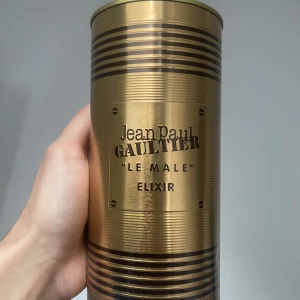 Jean Paul
GAULTIER
"LE MALE"
ELIXIR